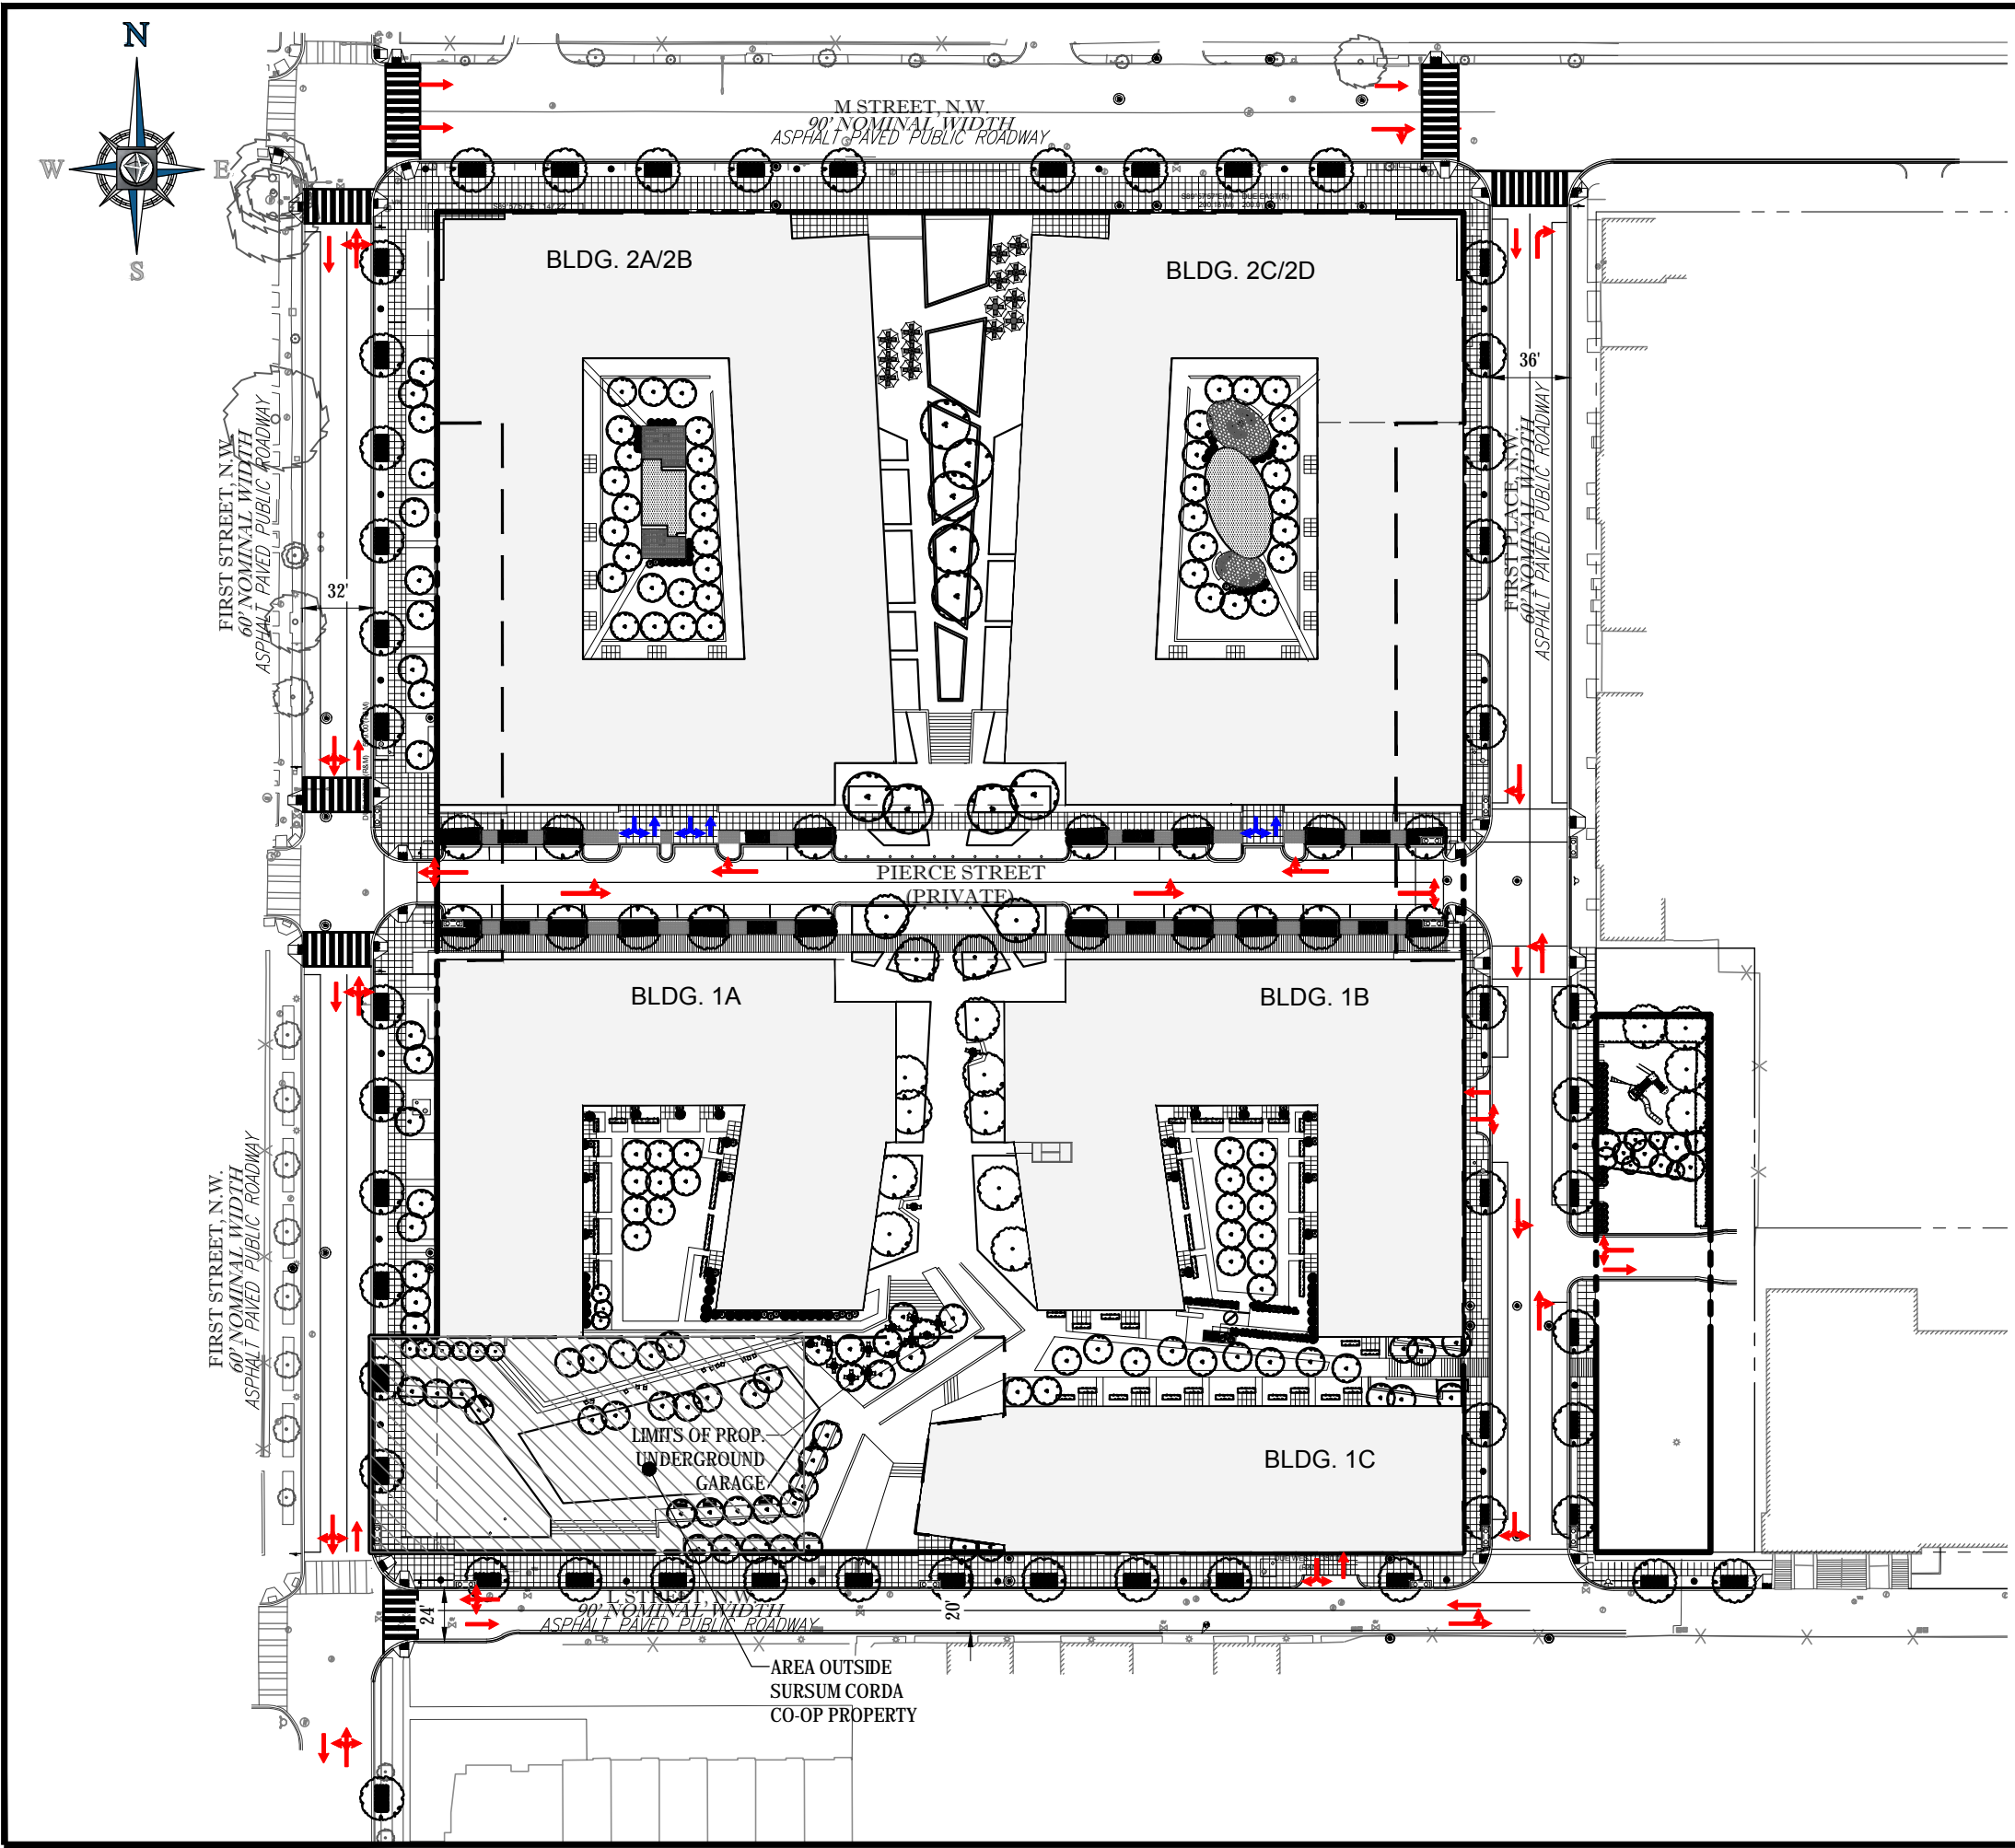 N
W
E
S
M STREET, N.W.
90' NOMINAL WIDTH
ASPHALT PAVED PUBLIC ROADWAY
BLDG. 2A/2B
BLDG. 2C/2D
36'
FIRST STREET, N.W.
60' NOMINAL WIDTH
ASPHALT PAVED PUBLIC ROADWAY
32'
FIRST PLACE, N.W.
60' NOMINAL WIDTH
ASPHALT PAVED PUBLIC ROADWAY
PIERCE STREET
(PRIVATE)
BLDG. 1A
BLDG. 1B
FIRST STREET, N.W.
60' NOMINAL WIDTH
ASPHALT PAVED PUBLIC ROADWAY
LIMITS OF PROP.
UNDERGROUND
GARAGE
BLDG. 1C
L STREET, N.W.
90' NOMINAL WIDTH
ASPHALT PAVED PUBLIC ROADWAY
24'
20'
AREA OUTSIDE
SURSUM CORDA
CO-OP PROPERTY